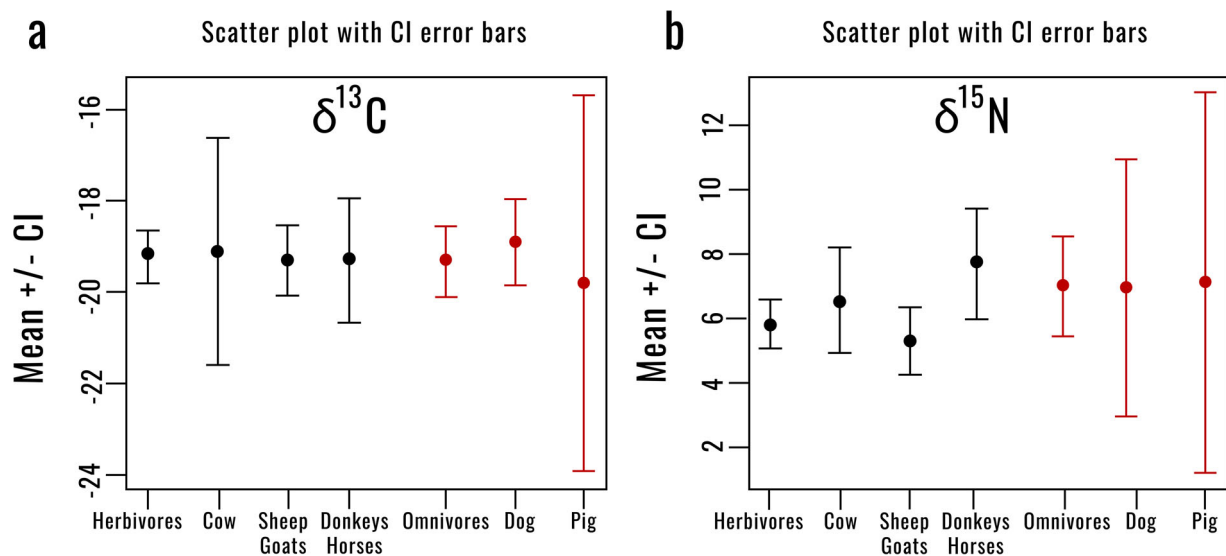 a
Scatter plot with CI error bars
δ13C
Mean +/- CI
-16
-18
-20
-22
-24
Herbivores
Cow
Sheep
Goats
Donkeys
Horses
Omnivores
Dog
Pig
b
Scatter plot with CI error bars
δ15N
Mean +/- CI
12
10
8
6
4
2
Herbivores
Cow
Sheep
Goats
Donkeys
Horses
Omnivores
Dog
Pig